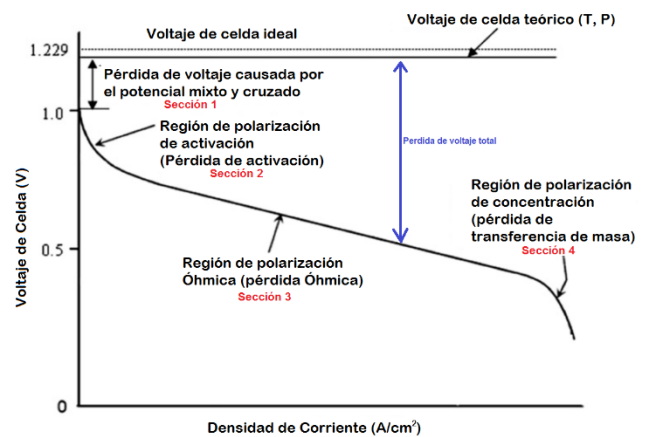 Voltaje de celda teórico (T, P)
Voltaje de celda ideal
1.229
Pérdida de voltaje causada por
el potencial mixto y cruzado
Sección 1
1.0
Región de polarización
de activación
(Pérdida de activación)
Sección 2
Perdida de voltaje total
Región de polarización
de concentración
(pérdida de
transferencia de masa)
Sección 4
0.5
Región de polarización
Óhmica (pérdida Óhmica)
Sección 3
Voltaje de Celda (V)
0
Densidad de Corriente (A/cm²)